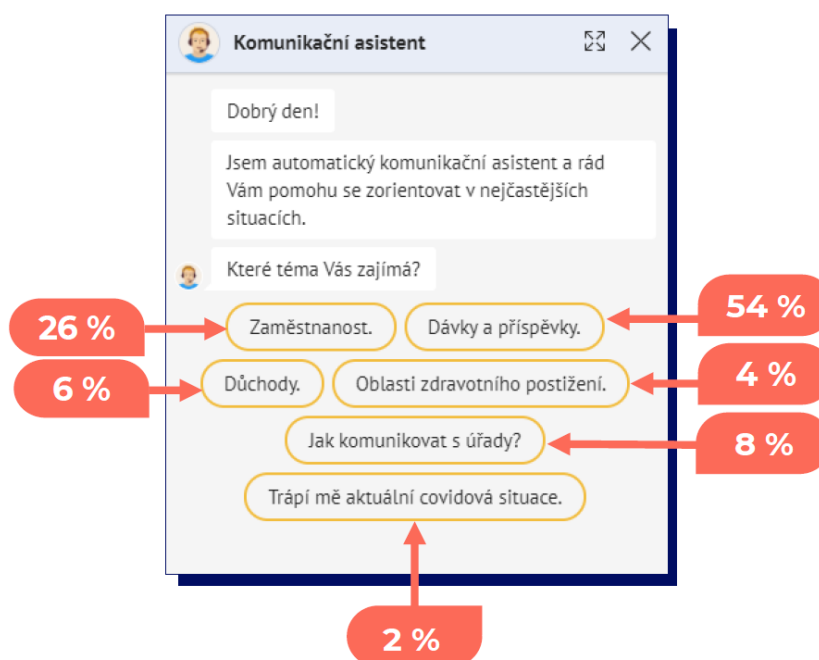 Komunikační asistent
Dobrý den!
Jsem automatický komunikační asistent a rád
Vám pomohu se zorientovat v nejčastějších
situacích.
Které téma Vás zajímá?
26 %
Zaměstnanost.
Dávky a příspěvky.
54 %
6 %
Důchody.
Oblasti zdravotního postižení.
4 %
Jak komunikovat s úřady?
8 %
Trápí mě aktuální covidová situace.
2 %